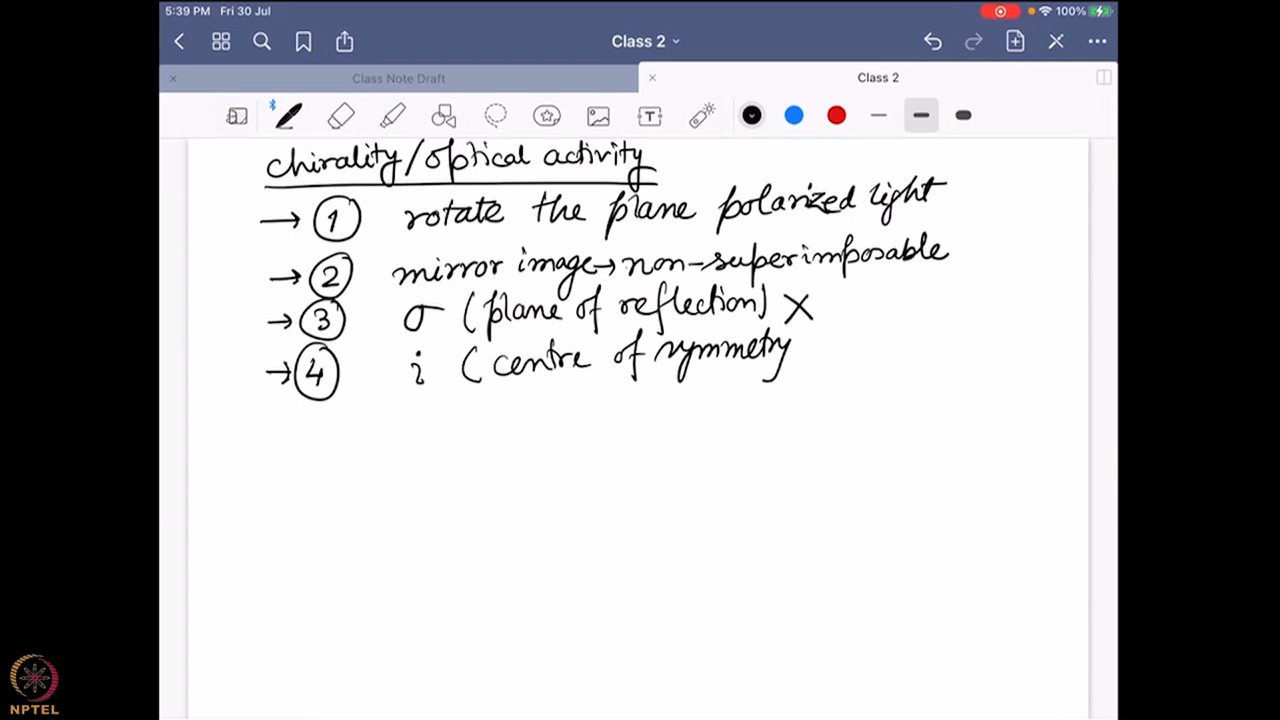 5:39 PM Fri 30 Jul 100%
Class 2
Class Note Draft Class 2
T
chirality/optical activity
→ 1 rotate the plane polarized light
→ 2 mirror image → non-superimposable
→ 3 σ (plane of reflection) X
→ 4 i (centre of symmetry
NPTEL